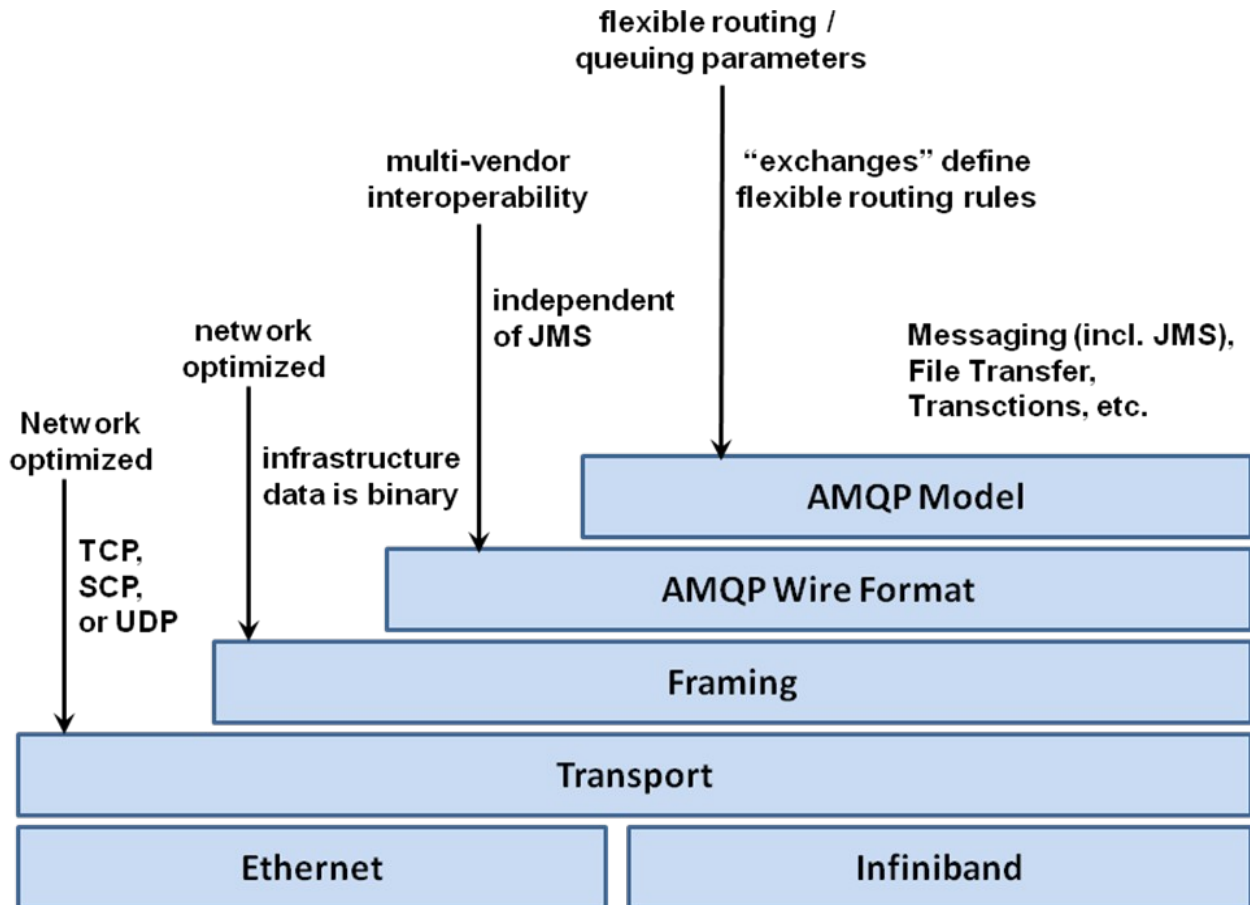 flexible routing /
queuing parameters
multi-vendor
interoperability
“exchanges” define
flexible routing rules
independent
of JMS
network
optimized
Messaging (incl. JMS),
File Transfer,
Transctions, etc.
Network
optimized
infrastructure
data is binary
AMQP Model
TCP,
SCP,
or UDP
AMQP Wire Format
Framing
Transport
Ethernet
Infiniband